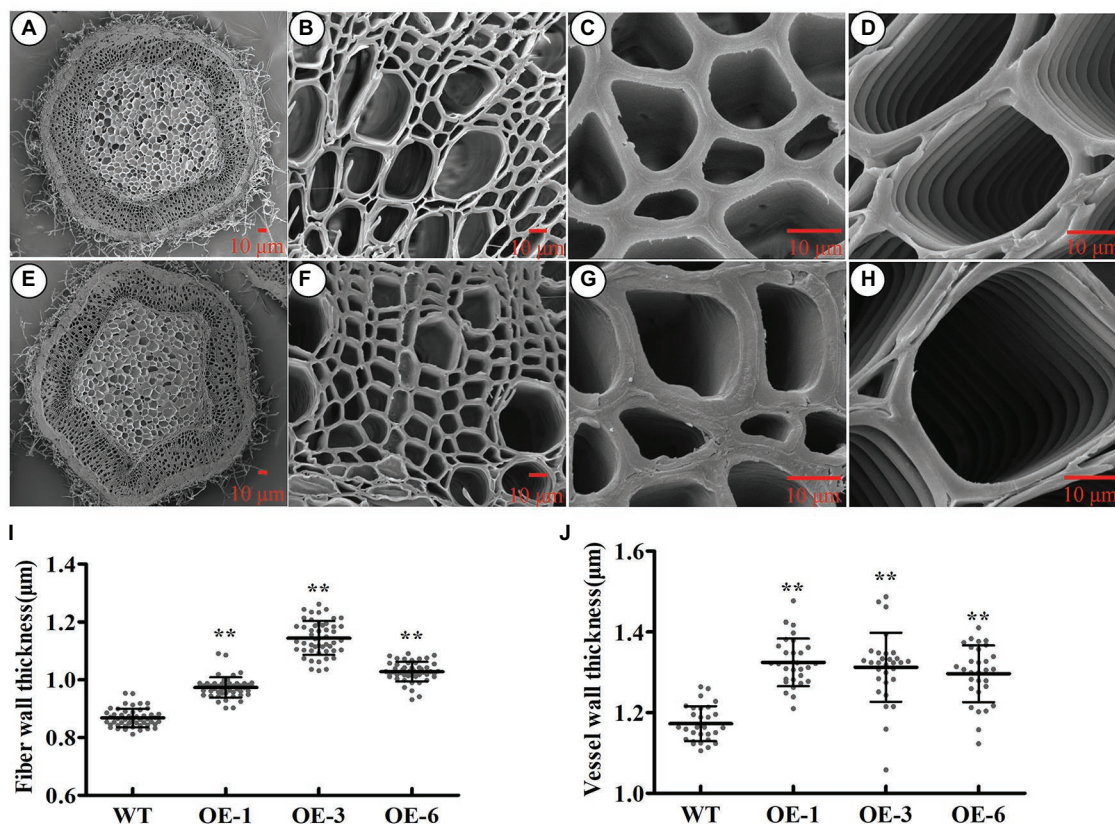 A
B
C
D
10 μm
10 μm
10 μm
10 μm
E
F
G
H
10 μm
10 μm
10 μm
10 μm
I
J
Fiber wall thickness(μm)
1.4
1.2
1.0
0.8
0.6
**
**
**
WT OE-1 OE-3 OE-6
Vessel wall thickness(μm)
1.6
1.4
1.2
1.0
**
**
**
WT OE-1 OE-3 OE-6